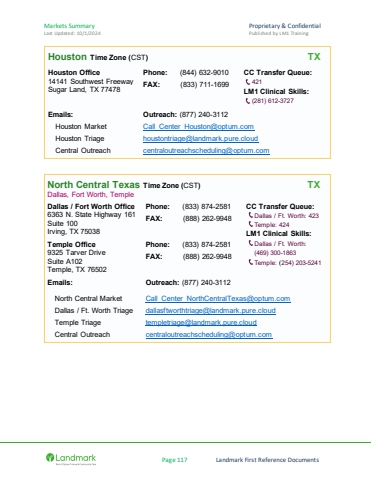 Markets Summary
Proprietary & Confidential
Last Updated: 10/1/2024
Published by LM1 Training
Houston Time Zone (CST) TX
Houston Office Phone: (844) 632-9010 CC Transfer Queue:
14141 Southwest Freeway FAX: (833) 711-1699 421
Sugar Land, TX 77478 LM1 Clinical Skills:
(281) 612-3727
Emails: Outreach: (877) 240-3112
Houston Market Call_Center_Houston@optum.com
Houston Triage houstontriage@landmark.pure.cloud
Central Outreach centraloutreachscheduling@optum.com
North Central Texas Time Zone (CST) TX
Dallas, Fort Worth, Temple
Dallas / Fort Worth Office Phone: (833) 874-2581 CC Transfer Queue:
6363 N. State Highway 161 FAX: (888) 262-9948 Dallas / Ft. Worth: 423
Suite 100 Temple: 424
Irving, TX 75038 LM1 Clinical Skills:
Temple Office Phone: (833) 874-2581 Dallas / Ft. Worth:
9325 Tarver Drive FAX: (888) 262-9948 (469) 300-1863
Suite A102 Temple: (254) 203-5241
Temple, TX 76502
Emails: Outreach: (877) 240-3112
North Central Market Call_Center_NorthCentralTexas@optum.com
Dallas / Ft. Worth Triage dallasftworthtriage@landmark.pure.cloud
Temple Triage templetriage@landmark.pure.cloud
Central Outreach centraloutreachscheduling@optum.com
Landmark
Page 117
Landmark First Reference Documents